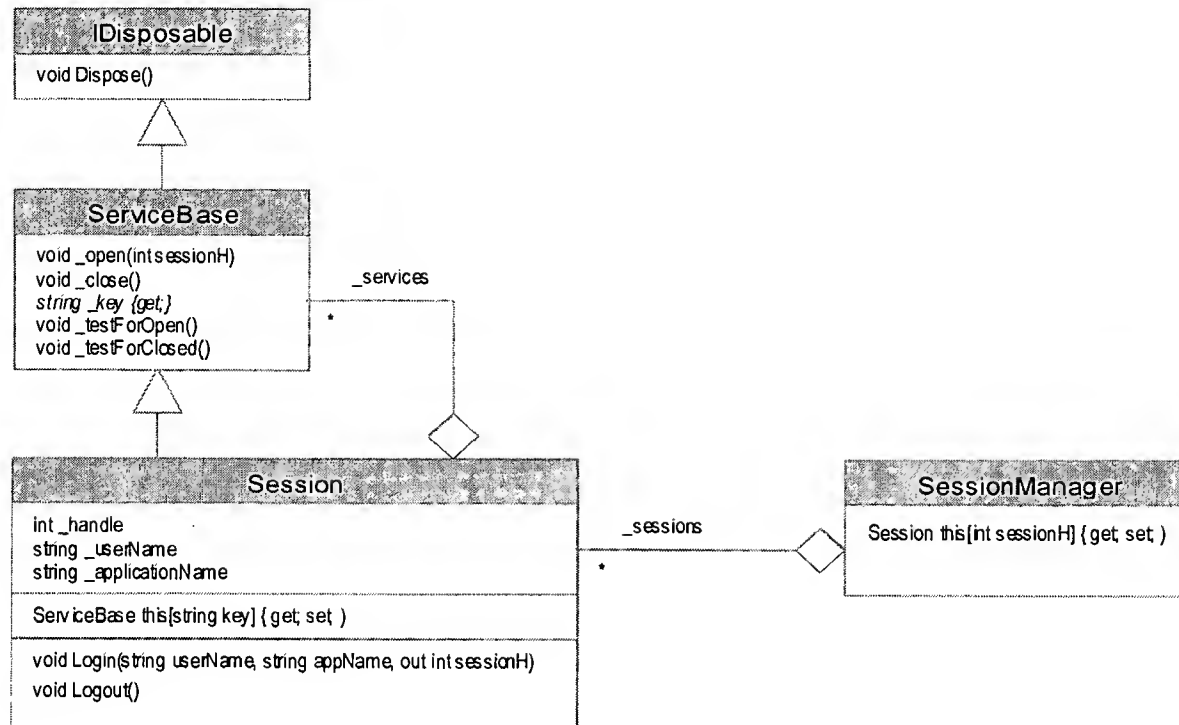 IDisposable
void Dispose()
ServiceBase
void _open(int sessionH)
void _close()
string _key {get;}
void _testForOpen()
void _testForClosed()
_services
*
Session
int _handle
string _userName
string _applicationName
ServiceBase this[string key] { get; set; )
void Login(string userName, string appName, out int sessionH)
void Logout()
_sessions
*
SessionManager
Session this[int sessionH] { get; set; )